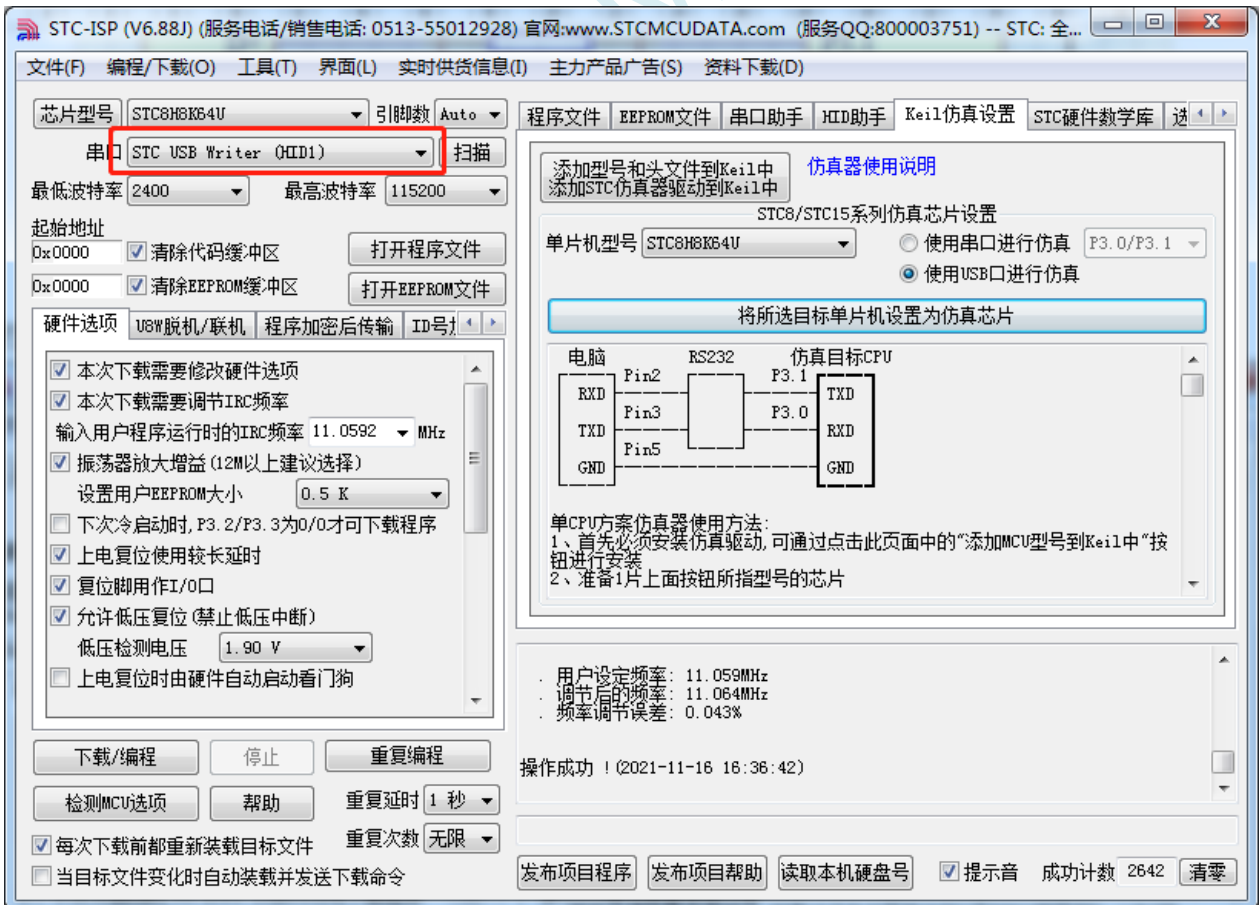 STC-ISP (V6.88J) (服务电话/销售电话: 0513-55012928) 官网:www.STCMCUDATA.com (服务QQ:800003751) -- STC: 全...
文件(F) 编程/下载(O) 工具(T) 界面(L) 实时供货信息(I) 主力产品广告(S) 资料下载(D)
芯片型号 STC8H8K64U 引脚数 Auto
串口 STC USB Writer (HID1) 扫描
最低波特率 2400 最高波特率 115200
起始地址
0x0000 清除代码缓冲区 打开程序文件
0x0000 清除EEPROM缓冲区 打开EEPROM文件
硬件选项 U8W脱机/联机 程序加密后传输 ID号
本次下载需要修改硬件选项
本次下载需要调节IRC频率
输入用户程序运行时的IRC频率 11.0592 MHz
振荡器放大增益(12M以上建议选择)
设置用户EEPROM大小 0.5 K
下次冷启动时,P3.2/P3.3为0/0才可下载程序
上电复位使用较长延时
复位脚用作I/O口
允许低压复位(禁止低压中断)
低压检测电压 1.90 V
上电复位时由硬件自动启动看门狗
下载/编程 停止 重复编程
检测MCU选项 帮助 重复延时 1 秒
每次下载前都重新装载目标文件 重复次数 无限
当目标文件变化时自动装载并发送下载命令
程序文件 EEPROM文件 串口助手 HID助手 Keil仿真设置 STC硬件数学库 选
添加型号和头文件到Keil中
添加STC仿真器驱动到Keil中
仿真器使用说明
STC8/STC15系列仿真芯片设置
单片机型号 STC8H8K64U 使用串口进行仿真 P3.0/P3.1
使用USB口进行仿真
将所选目标单片机设置为仿真芯片
电脑 RS232 仿真目标CPU
Pin2 P3.1
RXD TXD
Pin3 P3.0
TXD RXD
Pin5
GND GND
单CPU方案仿真器使用方法:
1、首先必须安装仿真驱动,可通过点击此页面中的“添加MCU型号到Keil中”按
钮进行安装
2、准备1片上面按钮所指型号的芯片
. 用户设定频率: 11.059MHz
. 调节后的频率: 11.064MHz
. 频率调节误差: 0.043%
操作成功 !(2021-11-16 16:36:42)
发布项目程序 发布项目帮助 读取本机硬盘号 提示音 成功计数 2642 清零